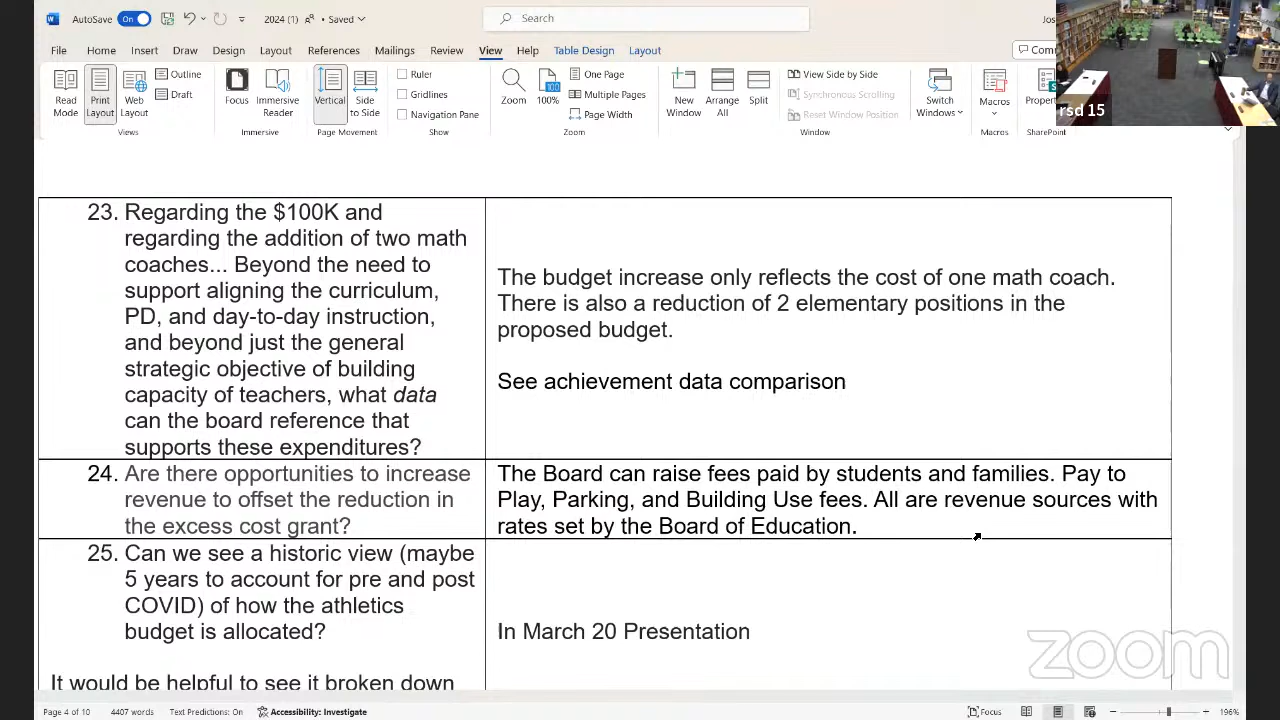 AutoSave On 2024 (1) • Saved Search Jos
File Home Insert Draw Design Layout References Mailings Review View Help Table Design Layout Comm
Read Mode Print Layout Web Layout Outline Draft Focus Immersive Reader Vertical Side to Side Ruler Gridlines Navigation Pane Zoom 100% One Page Multiple Pages Page Width New Window Arrange All Split View Side by Side Synchronous Scrolling Reset Window Position Switch Windows Macros Propert
Views Immersive Page Movement Show Zoom Window Macros SharePoint
rsd 15
23. Regarding the $100K and
regarding the addition of two math
coaches... Beyond the need to
support aligning the curriculum,
PD, and day-to-day instruction,
and beyond just the general
strategic objective of building
capacity of teachers, what data
can the board reference that
supports these expenditures?
The budget increase only reflects the cost of one math coach.
There is also a reduction of 2 elementary positions in the
proposed budget.
See achievement data comparison
24. Are there opportunities to increase
revenue to offset the reduction in
the excess cost grant?
The Board can raise fees paid by students and families. Pay to
Play, Parking, and Building Use fees. All are revenue sources with
rates set by the Board of Education.
25. Can we see a historic view (maybe
5 years to account for pre and post
COVID) of how the athletics
budget is allocated?
It would be helpful to see it broken down
In March 20 Presentation
zoom
Page 4 of 10 4407 words Text Predictions: On Accessibility: Investigate Focus 196%